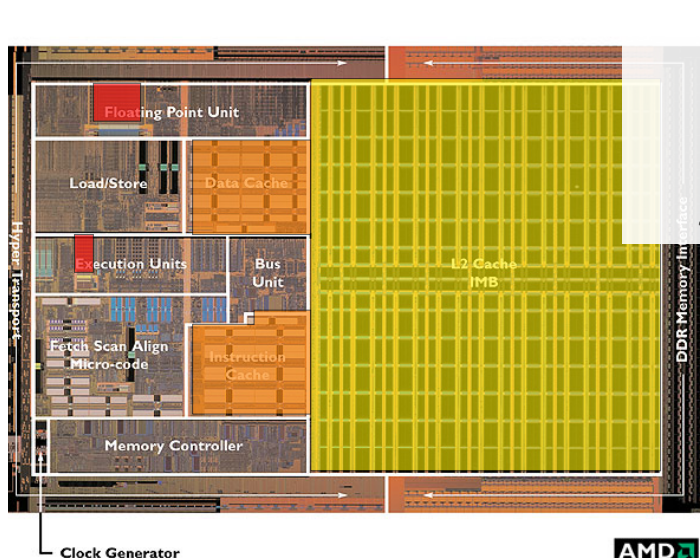 Floating Point Unit
Load/Store
Data Cache
Hyper Transport
Execution Units
Bus
Unit
L2 Cache
1MB
DDR Memory Interface
Fetch Scan Align
Micro-code
Instruction
Cache
Memory Controller
Clock Generator
AMD